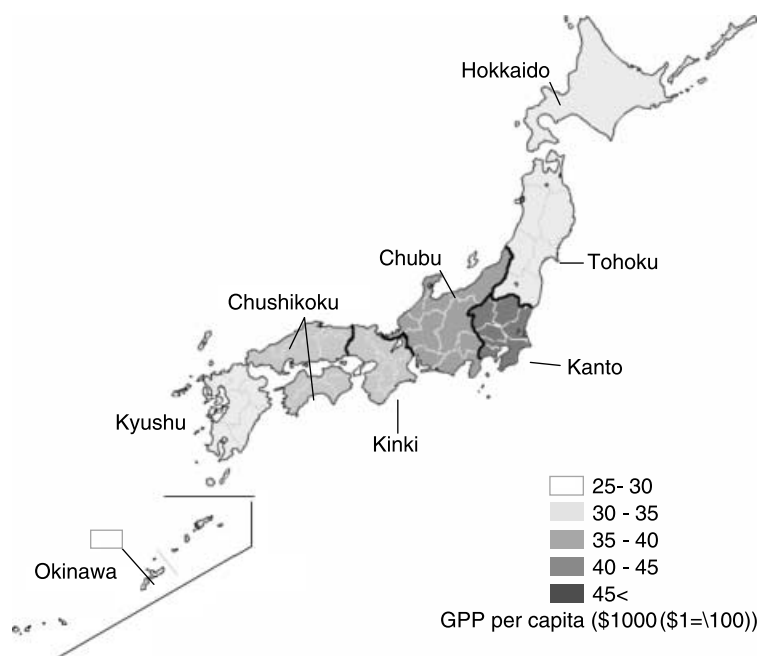 Hokkaido
Tohoku
Chubu
Chushikoku
Kanto
Kyushu
Kinki
Okinawa
25- 30
30 - 35
35 - 40
40 - 45
45<
GPP per capita ($1000($1=\100))